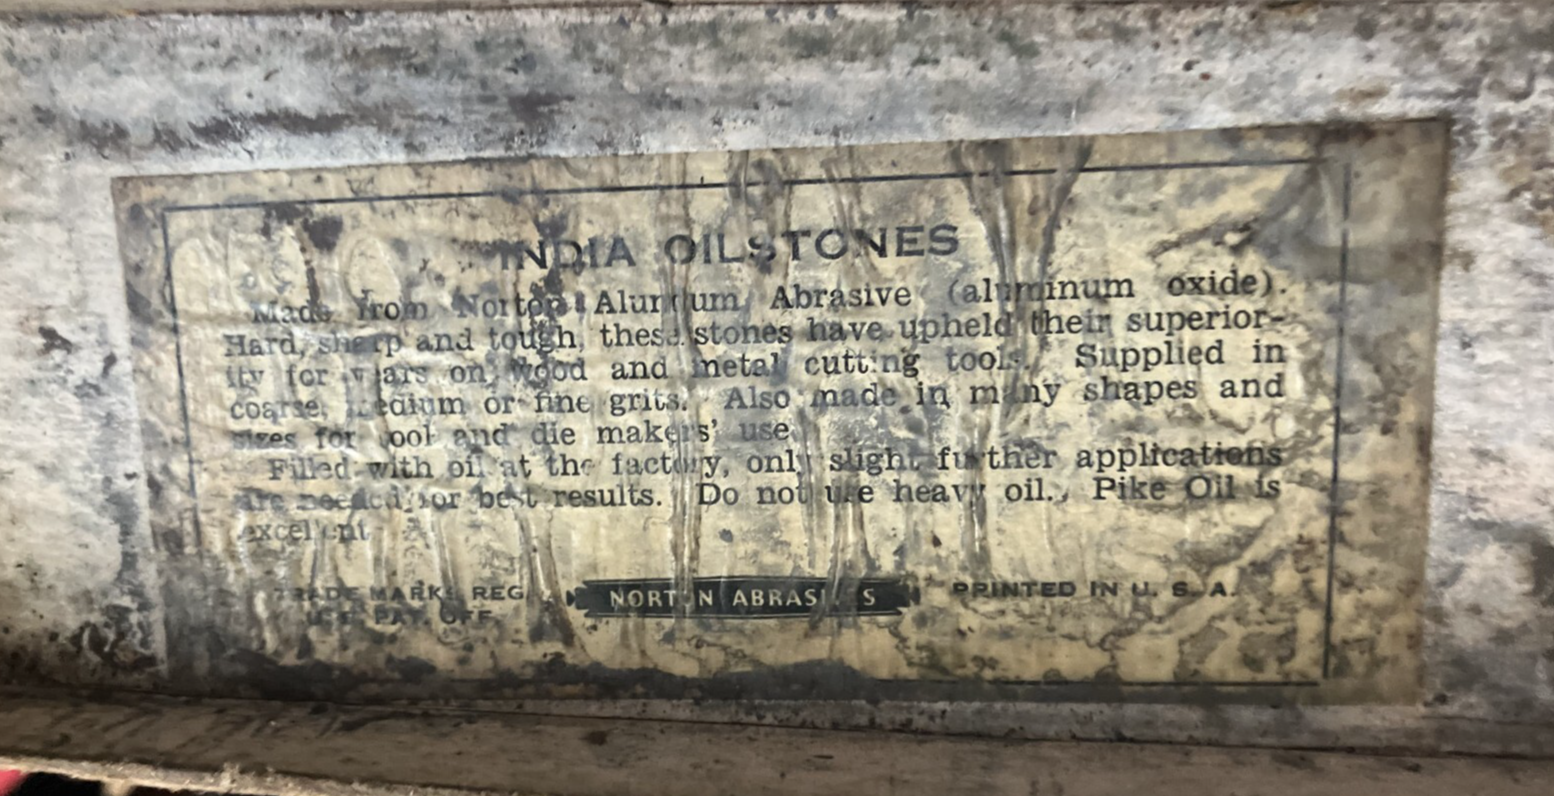 INDIA OILSTONES
Made from Norton Alundum Abrasive (aluminum oxide).
Hard, sharp and tough, these stones have upheld their superior-
ity for years on wood and metal cutting tools. Supplied in
coarse, medium or fine grits. Also made in many shapes and
sizes for tool and die makers' use.
Filled with oil at the factory, only slight further applications
are needed for best results. Do not use heavy oil. Pike Oil is
excellent.
TRADE MARK REG. NORTON ABRASIVES PRINTED IN U. S. A.
U.S. PAT. OFF.